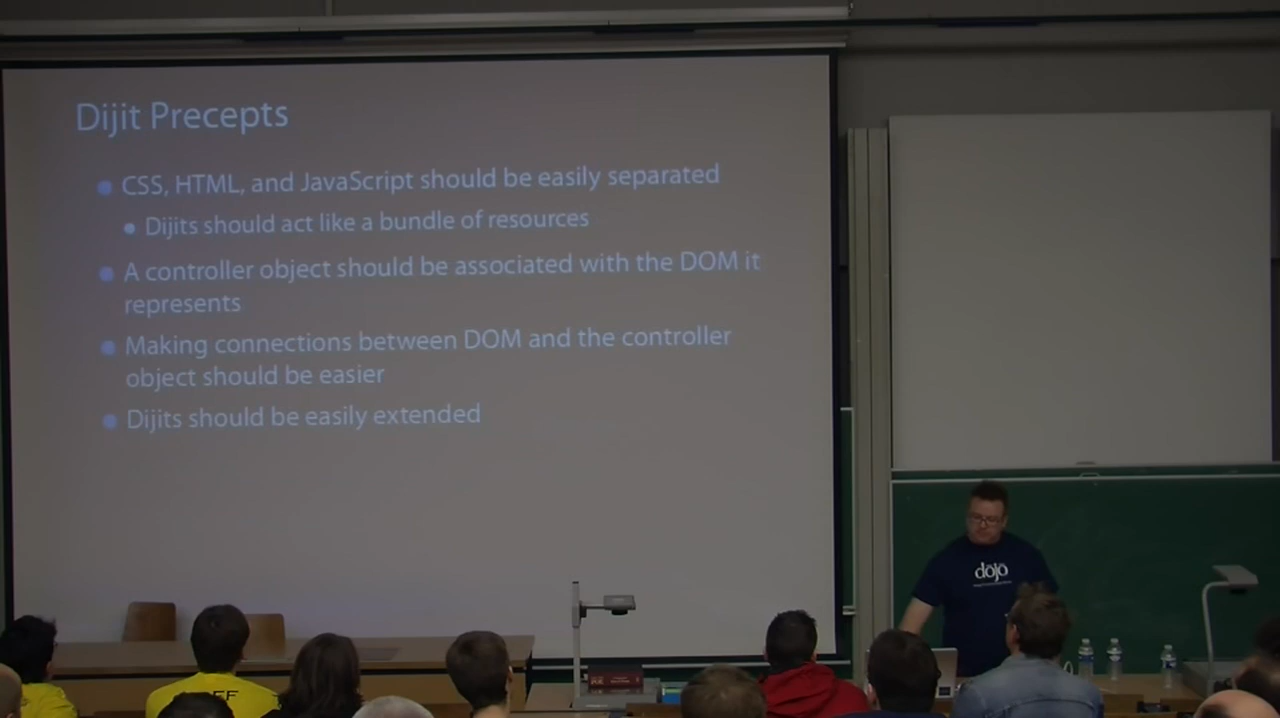 Dijit Precepts
CSS, HTML, and JavaScript should be easily separated
Dijits should act like a bundle of resources
A controller object should be associated with the DOM it
represents
Making connections between DOM and the controller
object should be easier
Dijits should be easily extended
dōjō